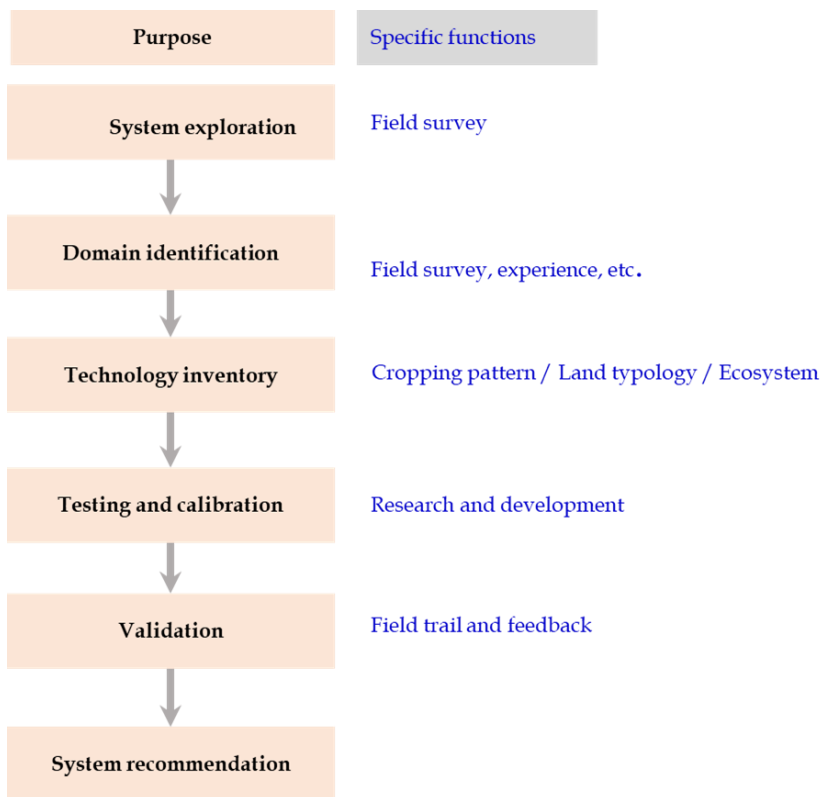 Purpose
Specific functions
System exploration
Field survey
Domain identification
Field survey, experience, etc.
Technology inventory
Cropping pattern / Land typology / Ecosystem
Testing and calibration
Research and development
Validation
Field trail and feedback
System recommendation